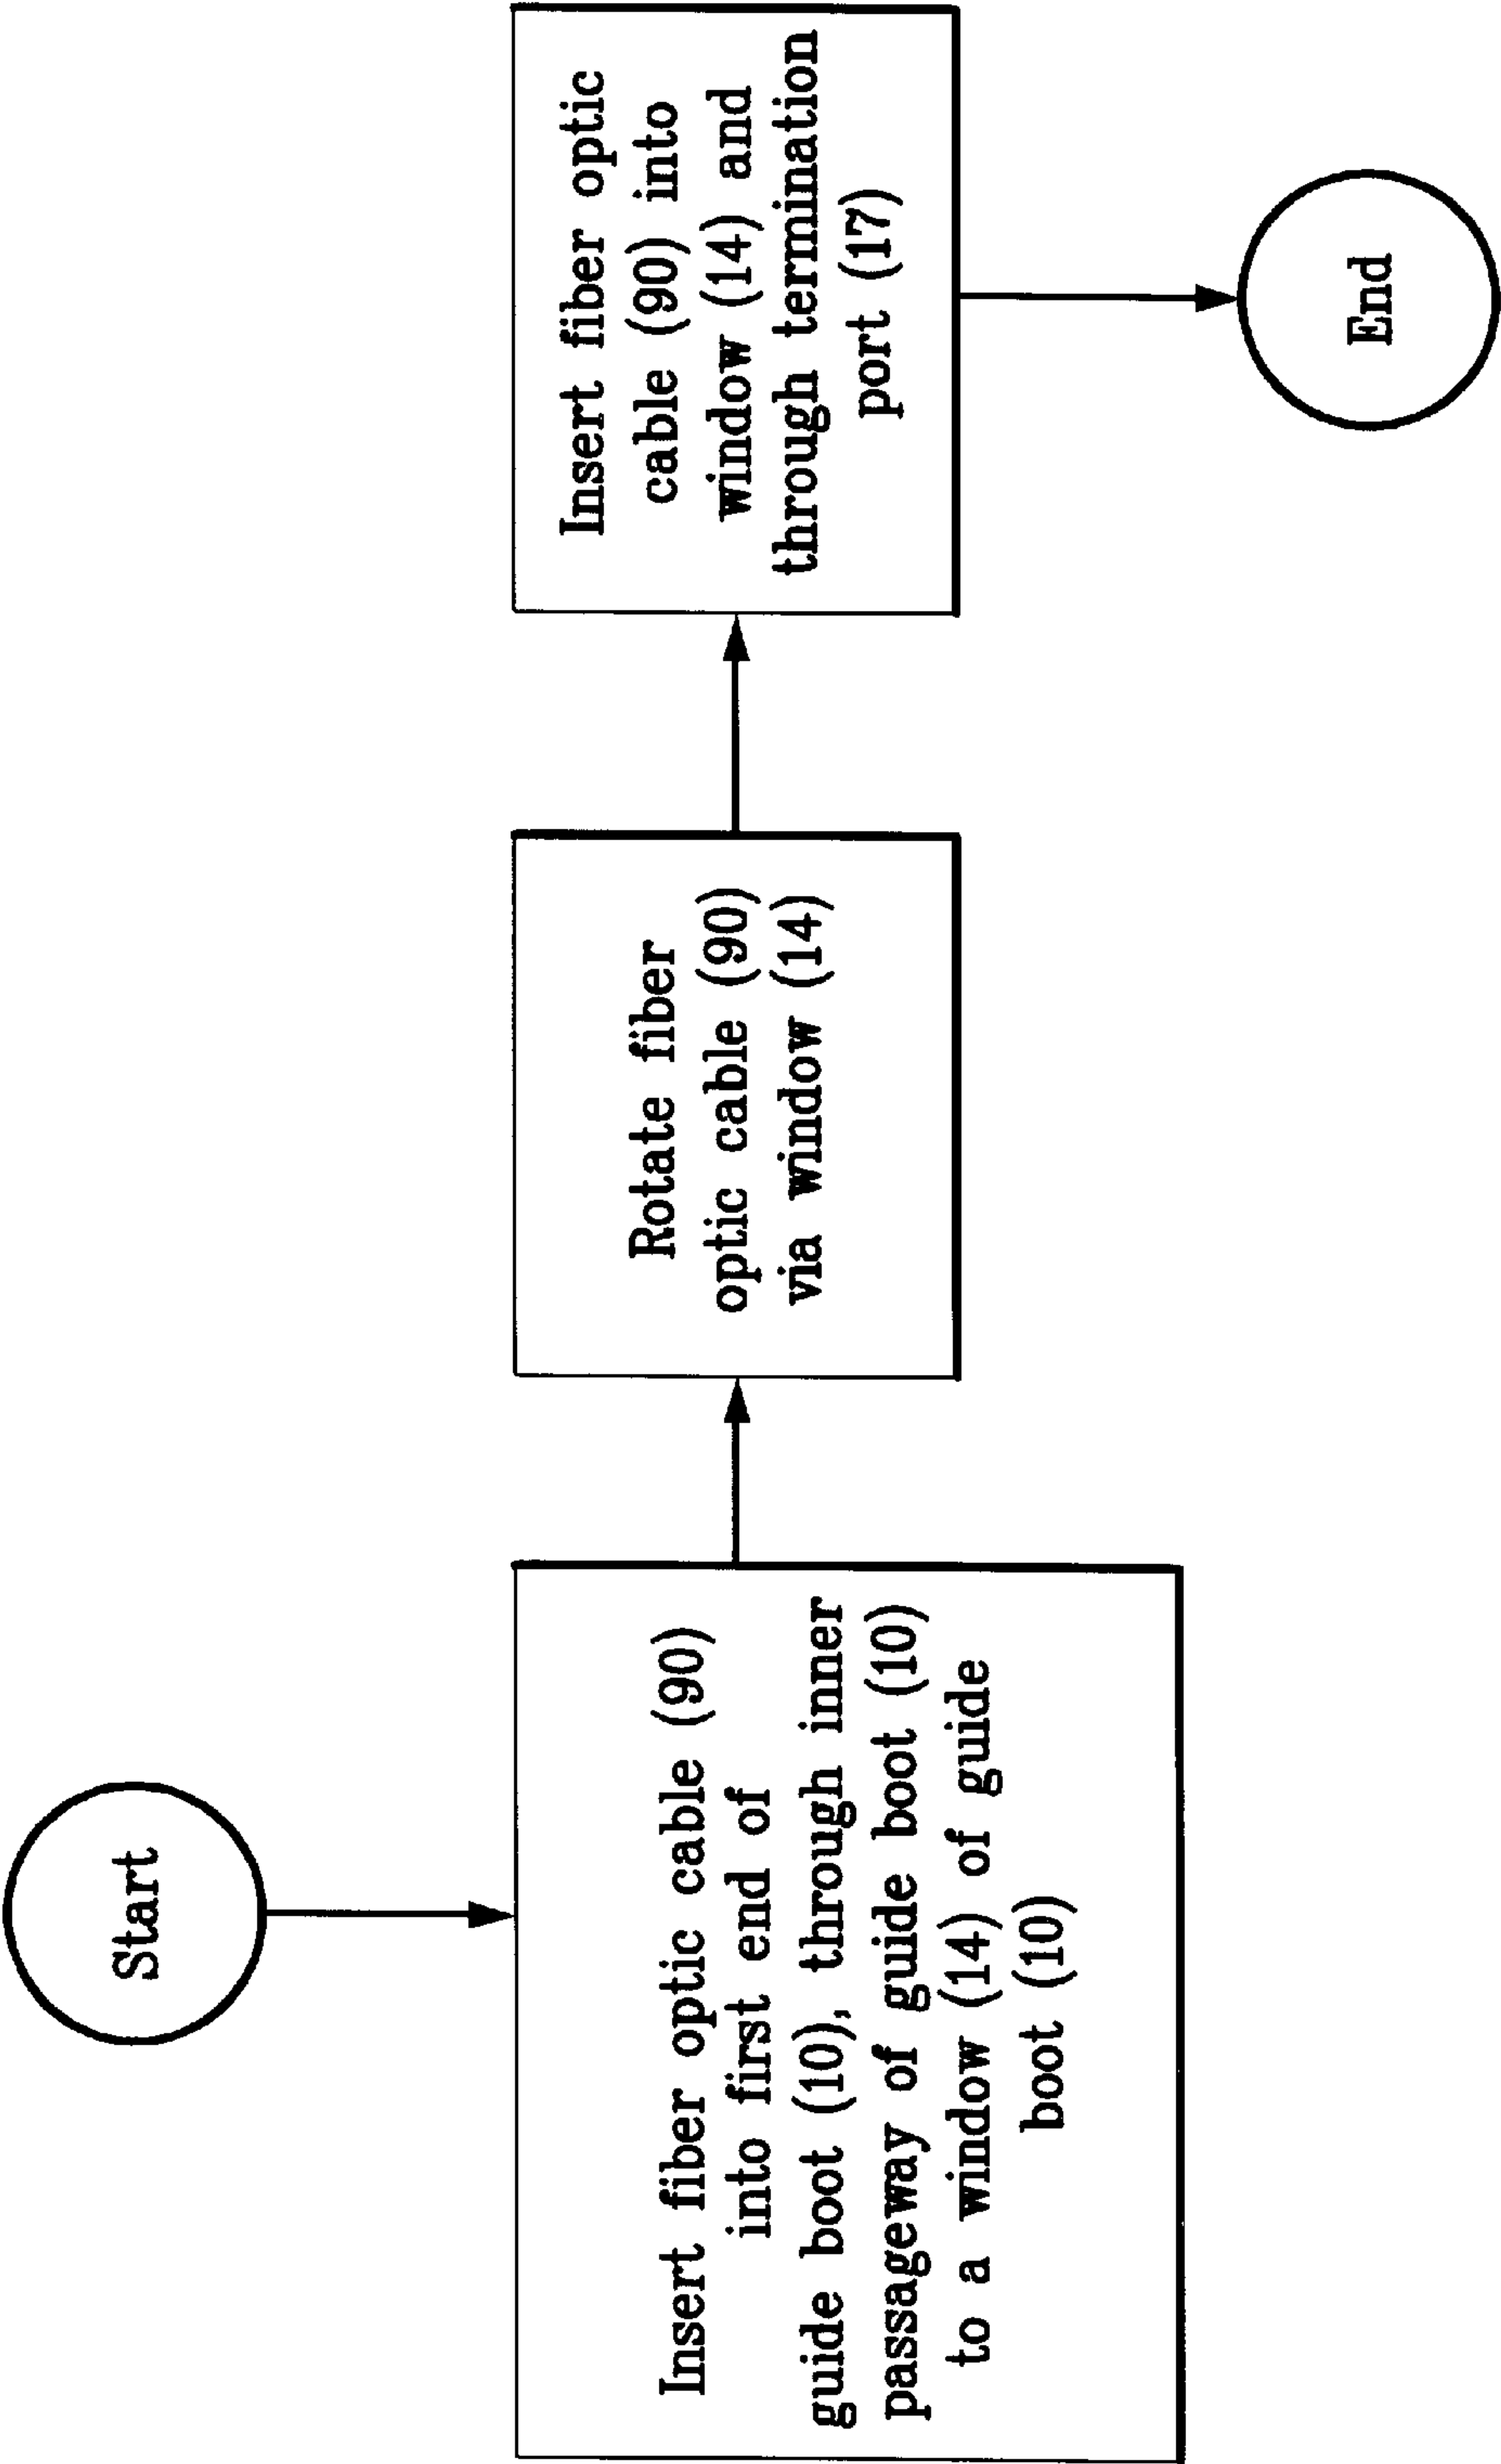 Start
Insert fiber optic cable (90)
into first end of
guide boot (10), through inner
passageway of guide boot (10)
to a window (14) of guide
boot (10)
Rotate fiber
optic cable (90)
via window (14)
Insert fiber optic
cable (90) into
window (14) and
through termination
port (17)
End